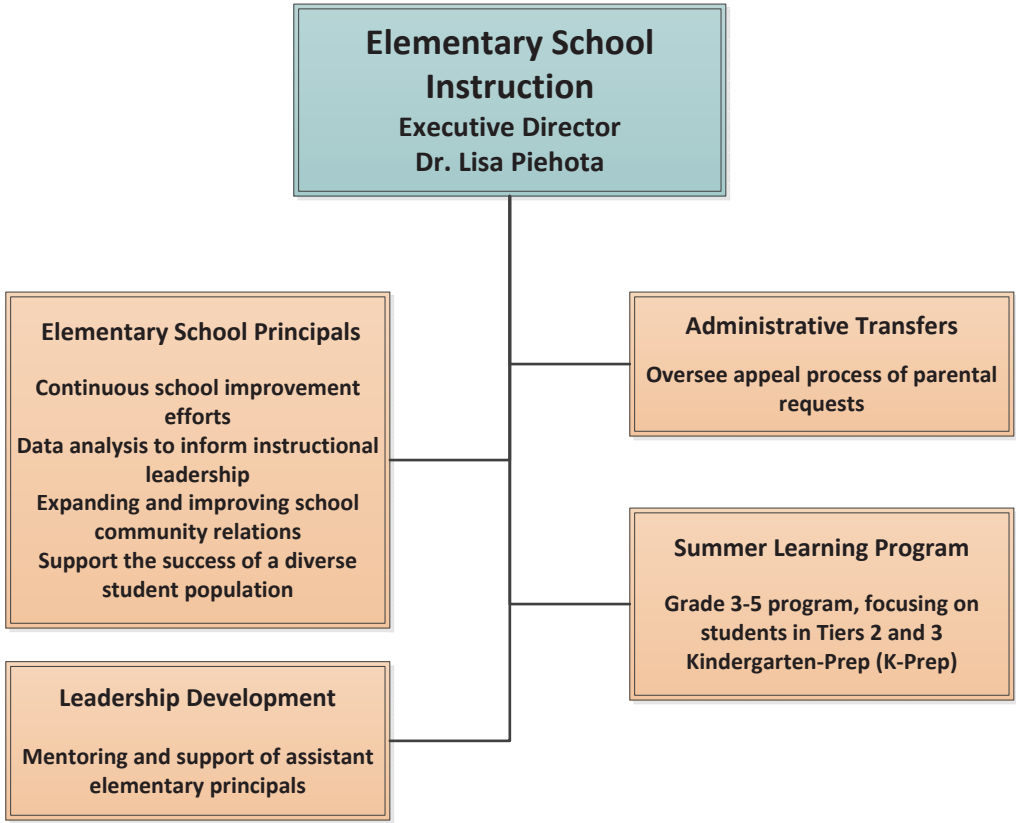 Elementary School
Instruction
Executive Director
Dr. Lisa Piehota
Elementary School Principals
Continuous school improvement
efforts
Data analysis to inform instructional
leadership
Expanding and improving school
community relations
Support the success of a diverse
student population
Leadership Development
Mentoring and support of assistant
elementary principals
Administrative Transfers
Oversee appeal process of parental
requests
Summer Learning Program
Grade 3-5 program, focusing on
students in Tiers 2 and 3
Kindergarten-Prep (K-Prep)